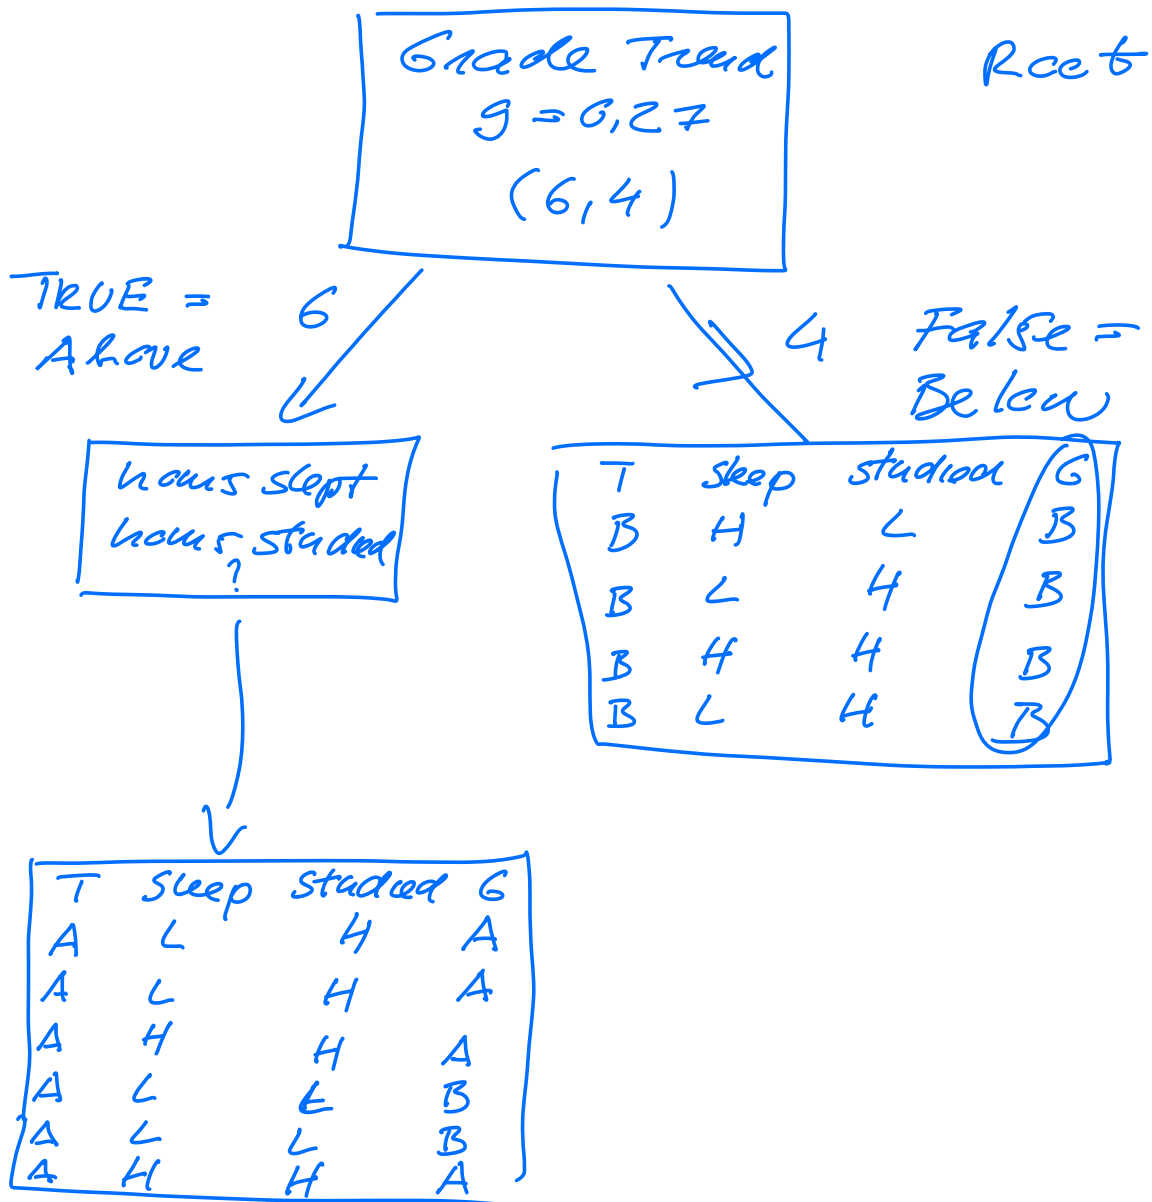 Grade Trend
Root
g = 0,27
(6,4)
TRUE =
Above
6
4
False =
Below
hours slept
hours studied
?
T sleep studied G
B H L B
B L H B
B H H B
B L H B
T sleep studied G
A L H A
A L H A
A H H A
A L L B
A L L B
A H H A